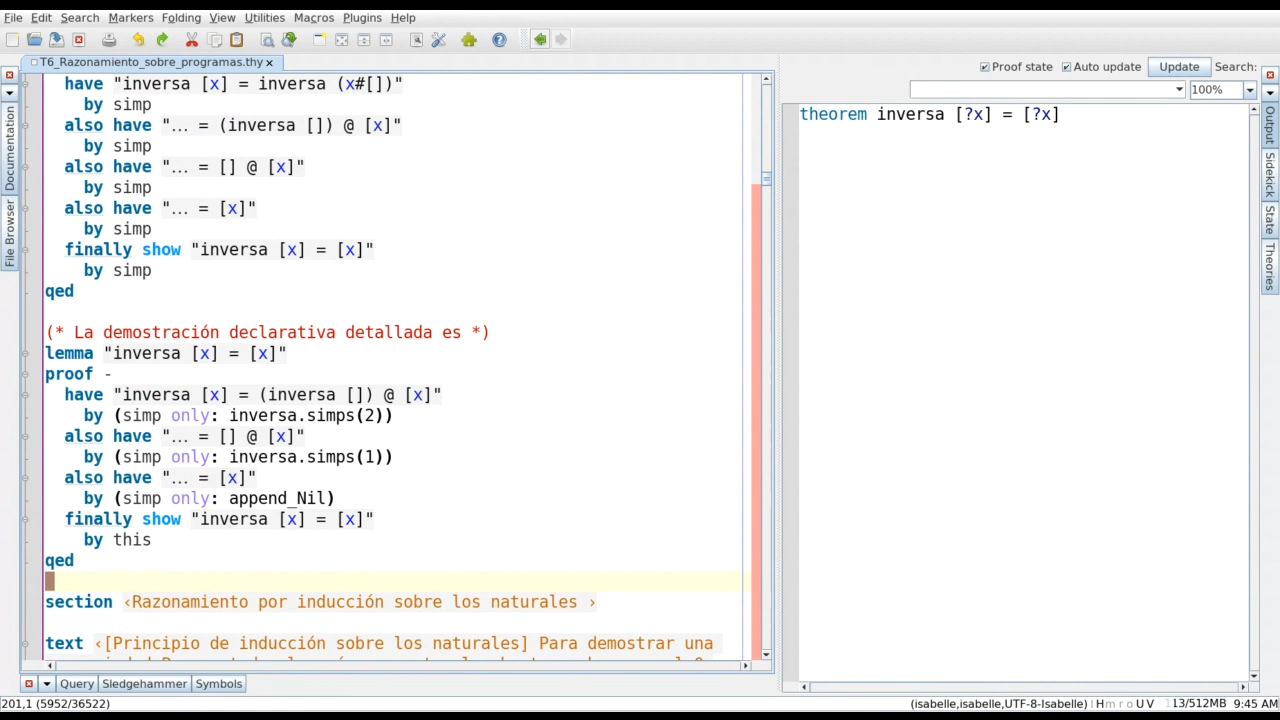 File Edit Search Markers Folding View Utilities Macros Plugins Help
T6_Razonamiento_sobre_programas.thy
Documentation
File Browser
have "inversa [x] = inversa (x#[])"
by simp
also have "… = (inversa []) @ [x]"
by simp
also have "… = [] @ [x]"
by simp
also have "… = [x]"
by simp
finally show "inversa [x] = [x]"
by simp
qed
(* La demostración declarativa detallada es *)
lemma "inversa [x] = [x]"
proof -
have "inversa [x] = (inversa []) @ [x]"
by (simp only: inversa.simps(2))
also have "… = [] @ [x]"
by (simp only: inversa.simps(1))
also have "… = [x]"
by (simp only: append_Nil)
finally show "inversa [x] = [x]"
by this
qed
section ‹Razonamiento por inducción sobre los naturales ›
text ‹[Principio de inducción sobre los naturales] Para demostrar una
Proof state Auto update Update Search:
100%
theorem inversa [?x] = [?x]
Output
Sidekick
State
Theories
Query Sledgehammer Symbols
201,1 (5952/36522)
(isabelle,isabelle,UTF-8-Isabelle) H m r o U V 13/512MB 9:45 AM